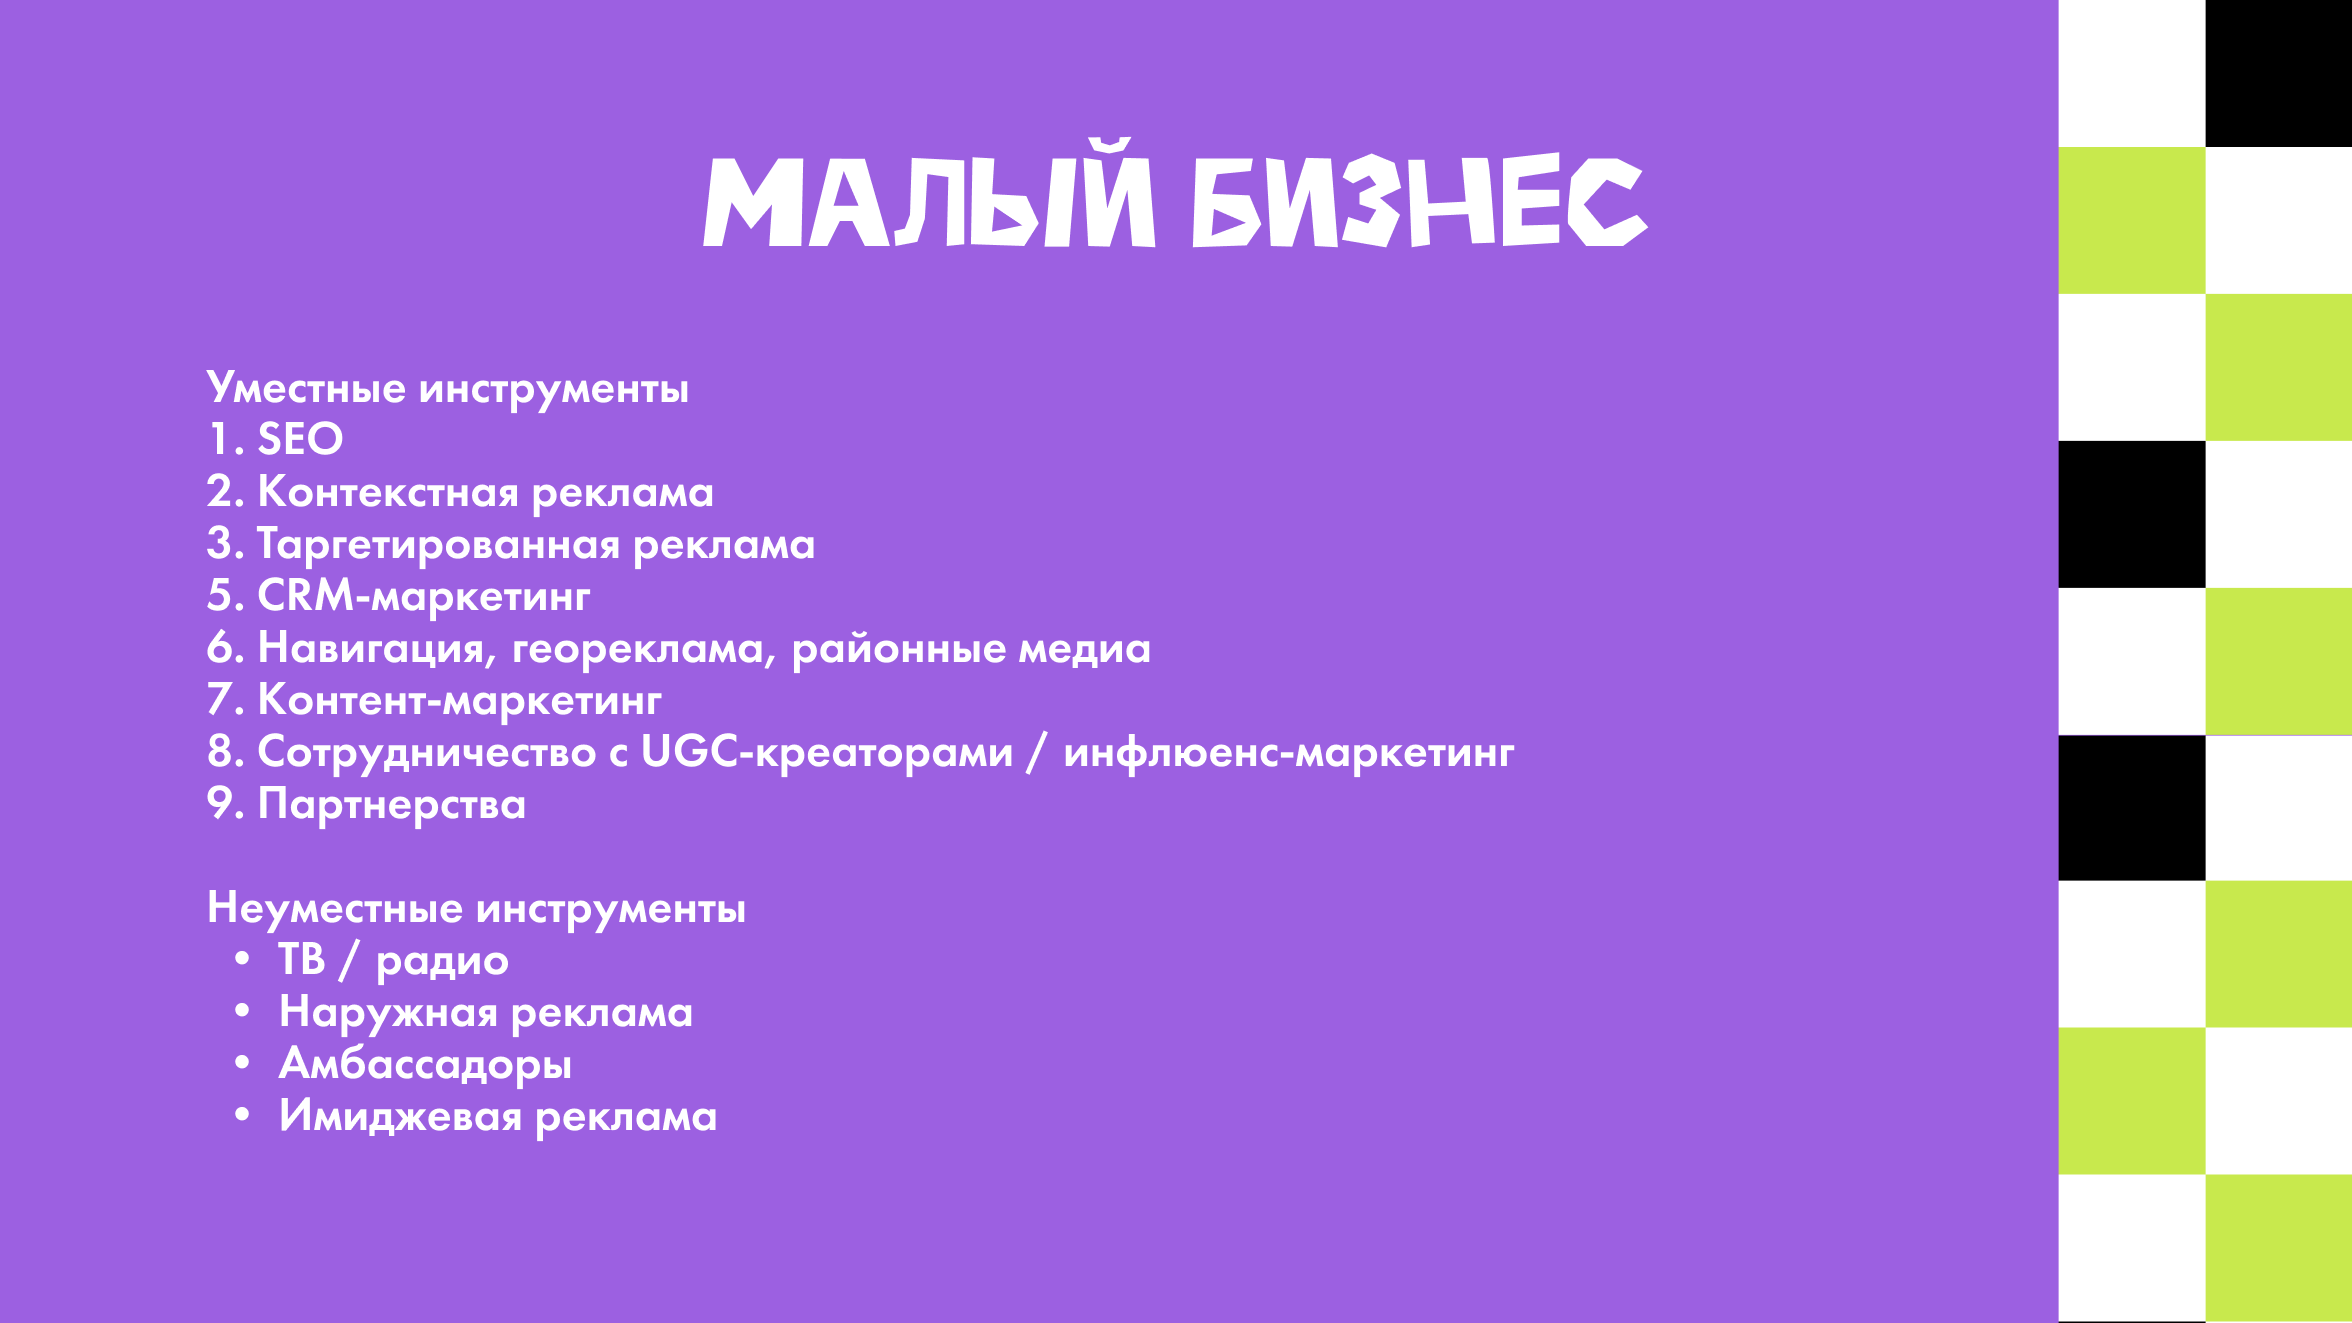 МАЛЫЙ БИЗНЕС
Уместные инструменты
1. SEO
2. Контекстная реклама
3. Таргетированная реклама
5. CRM-маркетинг
6. Навигация, геореклама, районные медиа
7. Контент-маркетинг
8. Сотрудничество с UGC-креаторами / инфлюенс-маркетинг
9. Партнерства
Неуместные инструменты
• ТВ / радио
• Наружная реклама
• Амбассадоры
• Имиджевая реклама